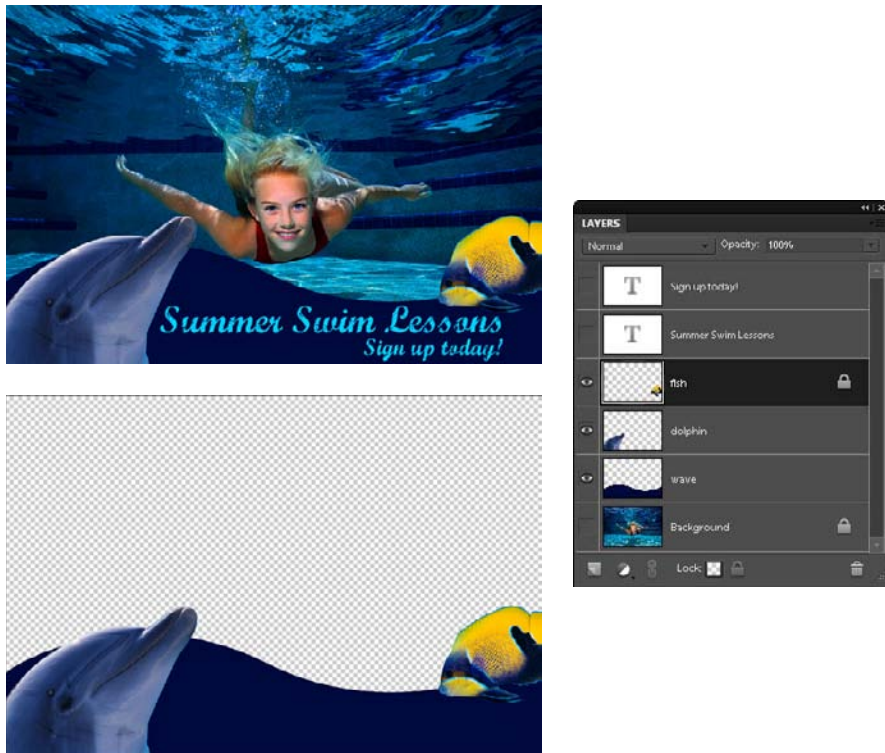 Summer Swim Lessons
Sign up today!
LAYERS
Normal
Opacity: 100%
T
Sign up today!
T
Summer Swim Lessons
fish
dolphin
wave
Background
Lock: